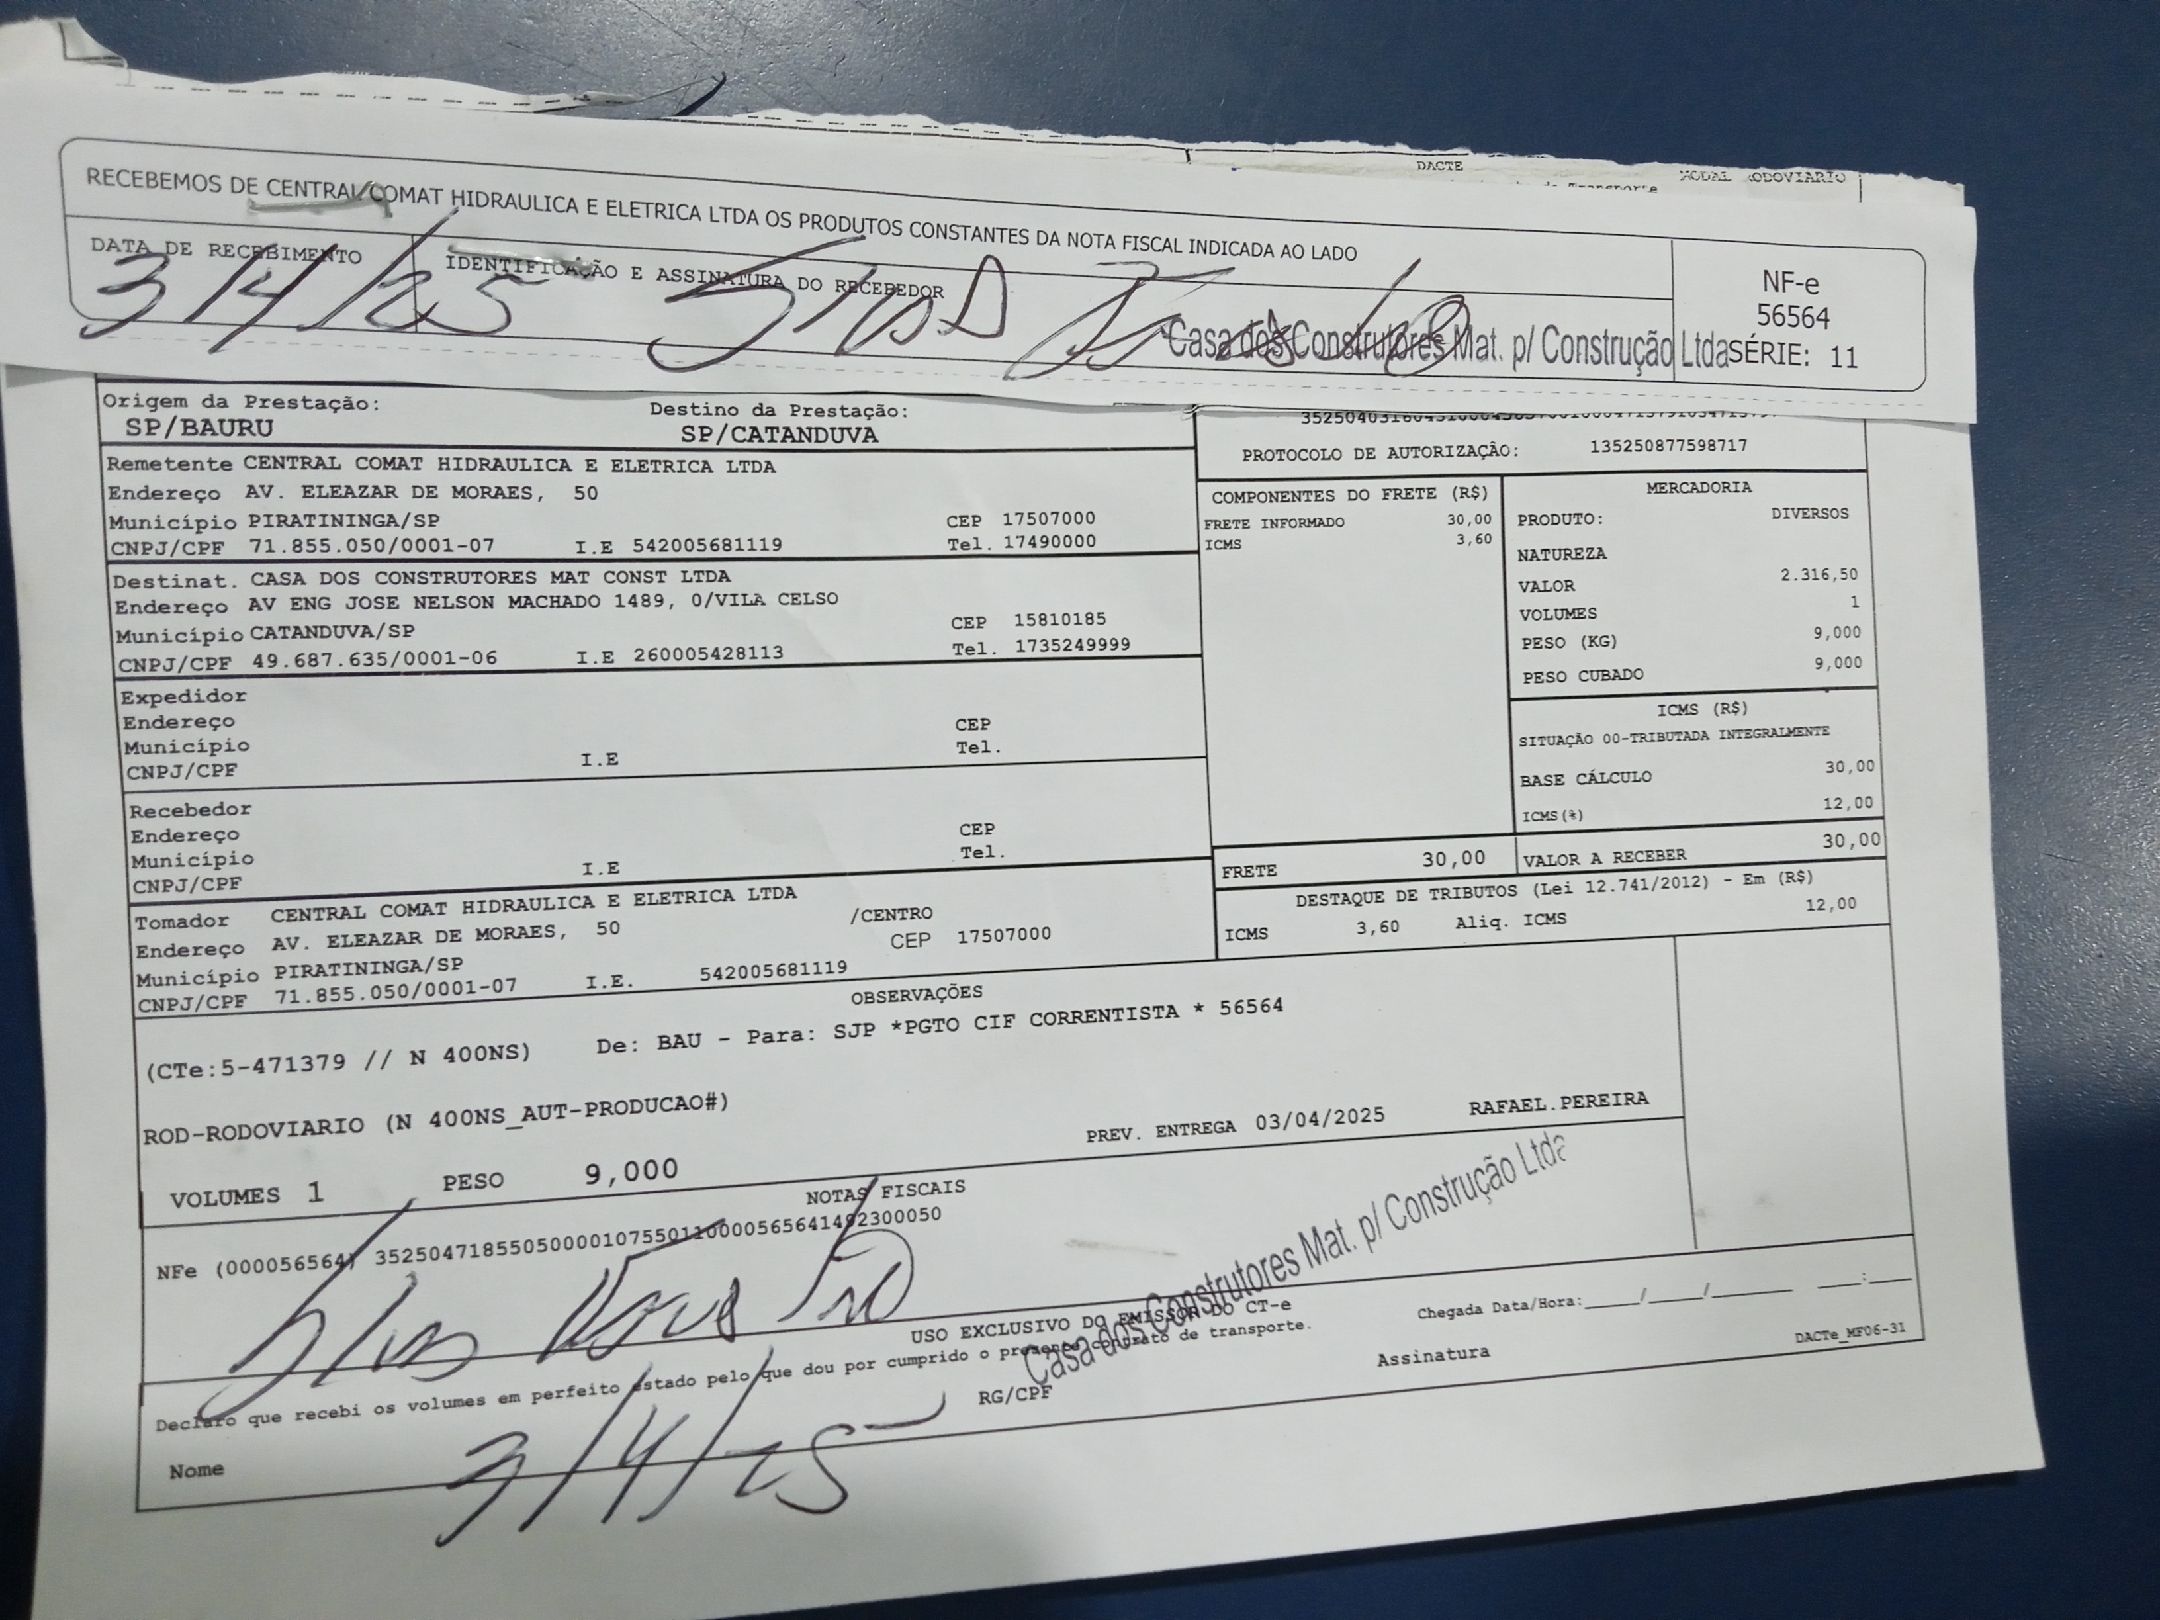 DACTE
MODAL RODOVIARIO
RECEBEMOS DE CENTRAL COMAT HIDRAULICA E ELETRICA LTDA OS PRODUTOS CONSTANTES DA NOTA FISCAL INDICADA AO LADO
DATA DE RECEBIMENTO
IDENTIFICAÇÃO E ASSINATURA DO RECEBEDOR
3/4/25
NF-e
56564
SÉRIE: 11
Casa dos Construtores Mat. p/ Construção Ltda
Origem da Prestação: Destino da Prestação:
SP/BAURU SP/CATANDUVA
PROTOCOLO DE AUTORIZAÇÃO: 135250877598717
Remetente CENTRAL COMAT HIDRAULICA E ELETRICA LTDA
Endereço AV. ELEAZAR DE MORAES, 50
Município PIRATININGA/SP CEP 17507000
CNPJ/CPF 71.855.050/0001-07 I.E 542005681119 Tel. 17490000
Destinat. CASA DOS CONSTRUTORES MAT CONST LTDA
Endereço AV ENG JOSE NELSON MACHADO 1489, 0/VILA CELSO
Município CATANDUVA/SP CEP 15810185
CNPJ/CPF 49.687.635/0001-06 I.E 260005428113 Tel. 1735249999
Expedidor
Endereço CEP
Município Tel.
CNPJ/CPF I.E
Recebedor
Endereço CEP
Município Tel.
CNPJ/CPF I.E
Tomador CENTRAL COMAT HIDRAULICA E ELETRICA LTDA
Endereço AV. ELEAZAR DE MORAES, 50 /CENTRO
Município PIRATININGA/SP CEP 17507000
CNPJ/CPF 71.855.050/0001-07 I.E. 542005681119
COMPONENTES DO FRETE (R$)
FRETE INFORMADO 30,00
ICMS 3,60
MERCADORIA
PRODUTO: DIVERSOS
NATUREZA
VALOR 2.316,50
VOLUMES 1
PESO (KG) 9,000
PESO CUBADO 9,000
ICMS (R$)
SITUAÇÃO 00-TRIBUTADA INTEGRALMENTE
BASE CÁLCULO 30,00
ICMS(%) 12,00
FRETE 30,00 VALOR A RECEBER 30,00
DESTAQUE DE TRIBUTOS (Lei 12.741/2012) - Em (R$)
ICMS 3,60 Aliq. ICMS 12,00
OBSERVAÇÕES
(CTe:5-471379 // N 400NS) De: BAU - Para: SJP *PGTO CIF CORRENTISTA * 56564
ROD-RODOVIARIO (N 400NS_AUT-PRODUCAO#)
PREV. ENTREGA 03/04/2025 RAFAEL.PEREIRA
VOLUMES 1 PESO 9,000
NOTAS FISCAIS
NFe (000056564) 35250471855050000107550110000565641492300050
Casa dos Construtores Mat. p/ Construção Ltda
USO EXCLUSIVO DO EMISSOR DO CT-e
Declaro que recebi os volumes em perfeito estado pelo que dou por cumprido o presente contrato de transporte.
Chegada Data/Hora:_____/_____/_______ ____:____
Nome
RG/CPF
Assinatura
DACTe_MF06-31
3/4/25